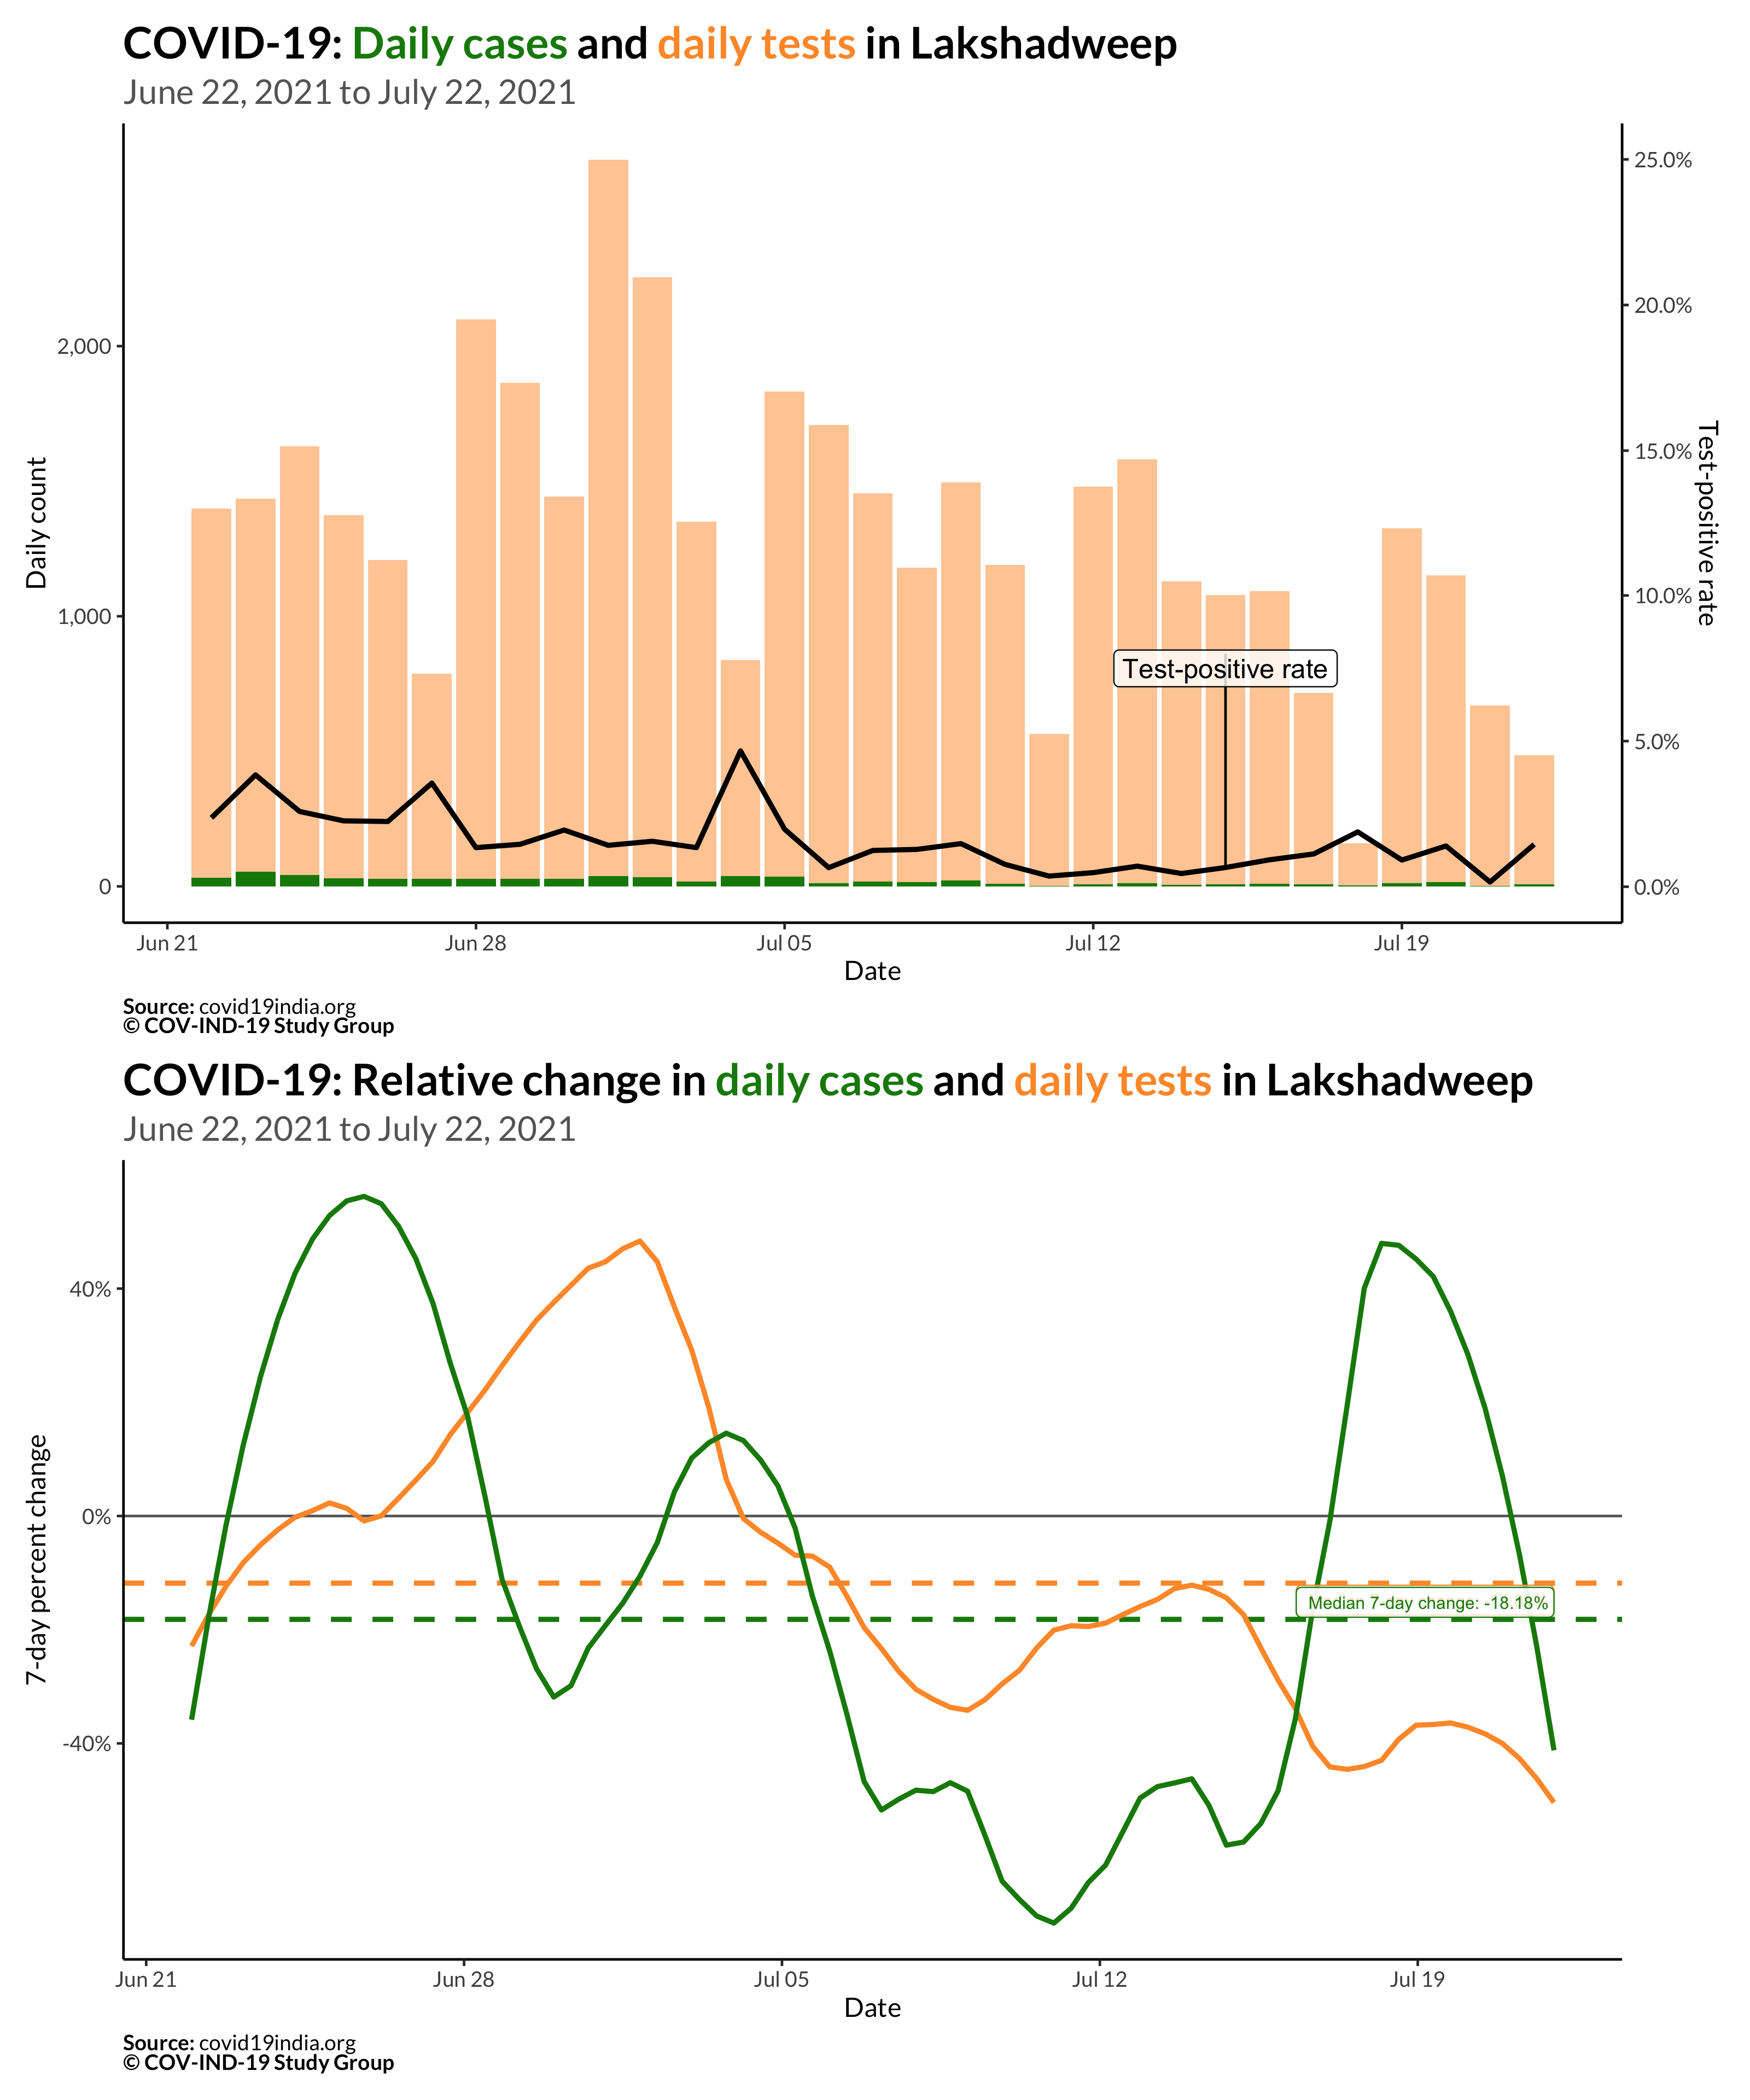 COVID-19: Daily cases and daily tests in Lakshadweep
June 22, 2021 to July 22, 2021
25.0%
20.0%
2,000
15.0%
Daily count
Test-positive rate
1,000
10.0%
Test-positive rate
5.0%
0
0.0%
Jun 21
Jun 28
Jul 05
Jul 12
Jul 19
Date
Source: covid19india.org
© COV-IND-19 Study Group
COVID-19: Relative change in daily cases and daily tests in Lakshadweep
June 22, 2021 to July 22, 2021
40%
0%
7-day percent change
Median 7-day change: -18.18%
-40%
Jun 21
Jun 28
Jul 05
Jul 12
Jul 19
Date
Source: covid19india.org
© COV-IND-19 Study Group